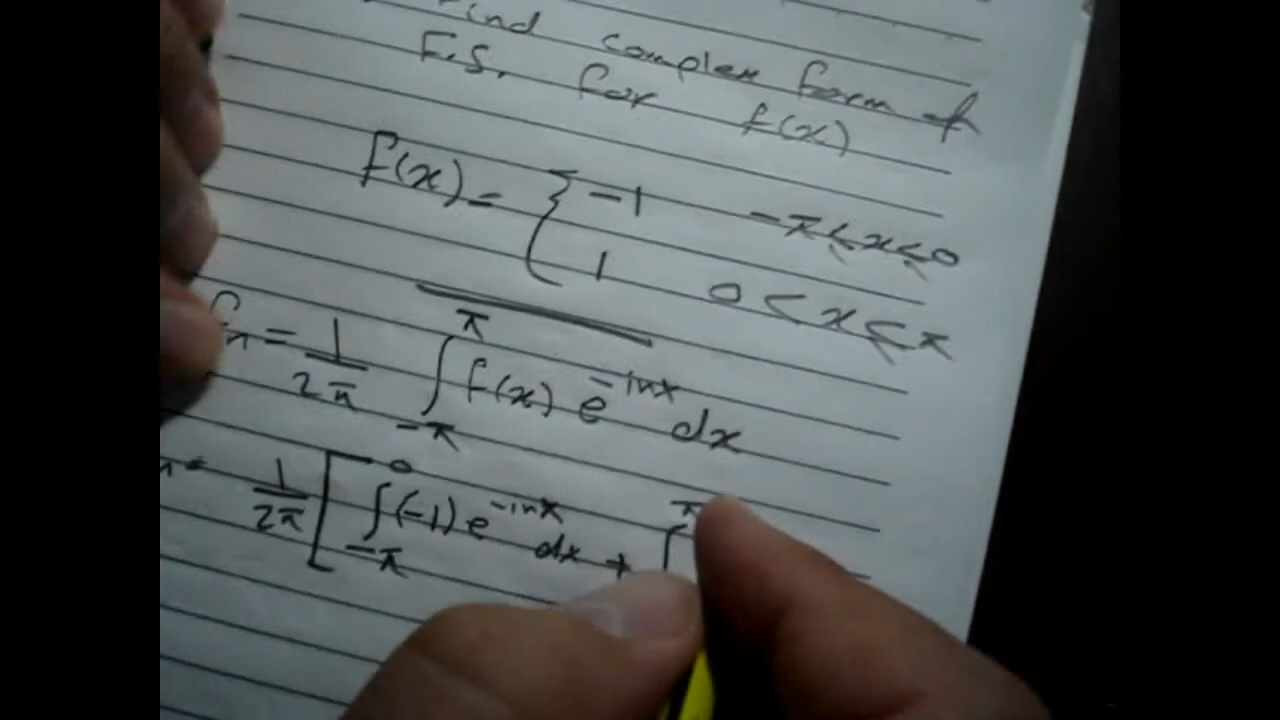 Find complex form of
F.S. for f(x)
f(x) = { -1 -π ≤ x ≤ 0
1 0 < x ≤ π
Cn = 1/2π ∫_{-π}^{π} f(x) e^{-inx} dx
n = 1/2π [ ∫_{-π}^{0} (-1) e^{-inx} dx + ∫^{π}